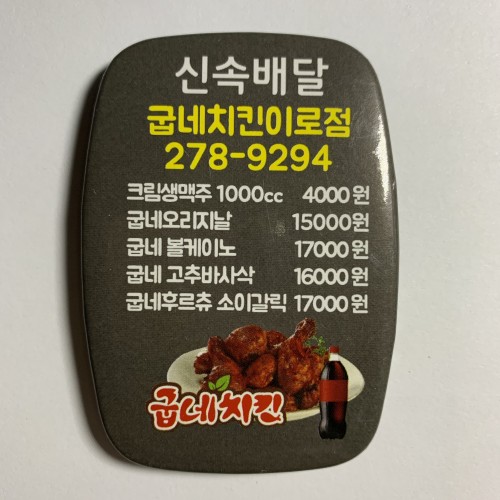 신속배달
굽네치킨이로점
278-9294
크림생맥주 1000cc 4000원
굽네오리지날 15000원
굽네 볼케이노 17000원
굽네 고추바사삭 16000원
굽네후르츄 소이갈릭 17000원
굽네치킨